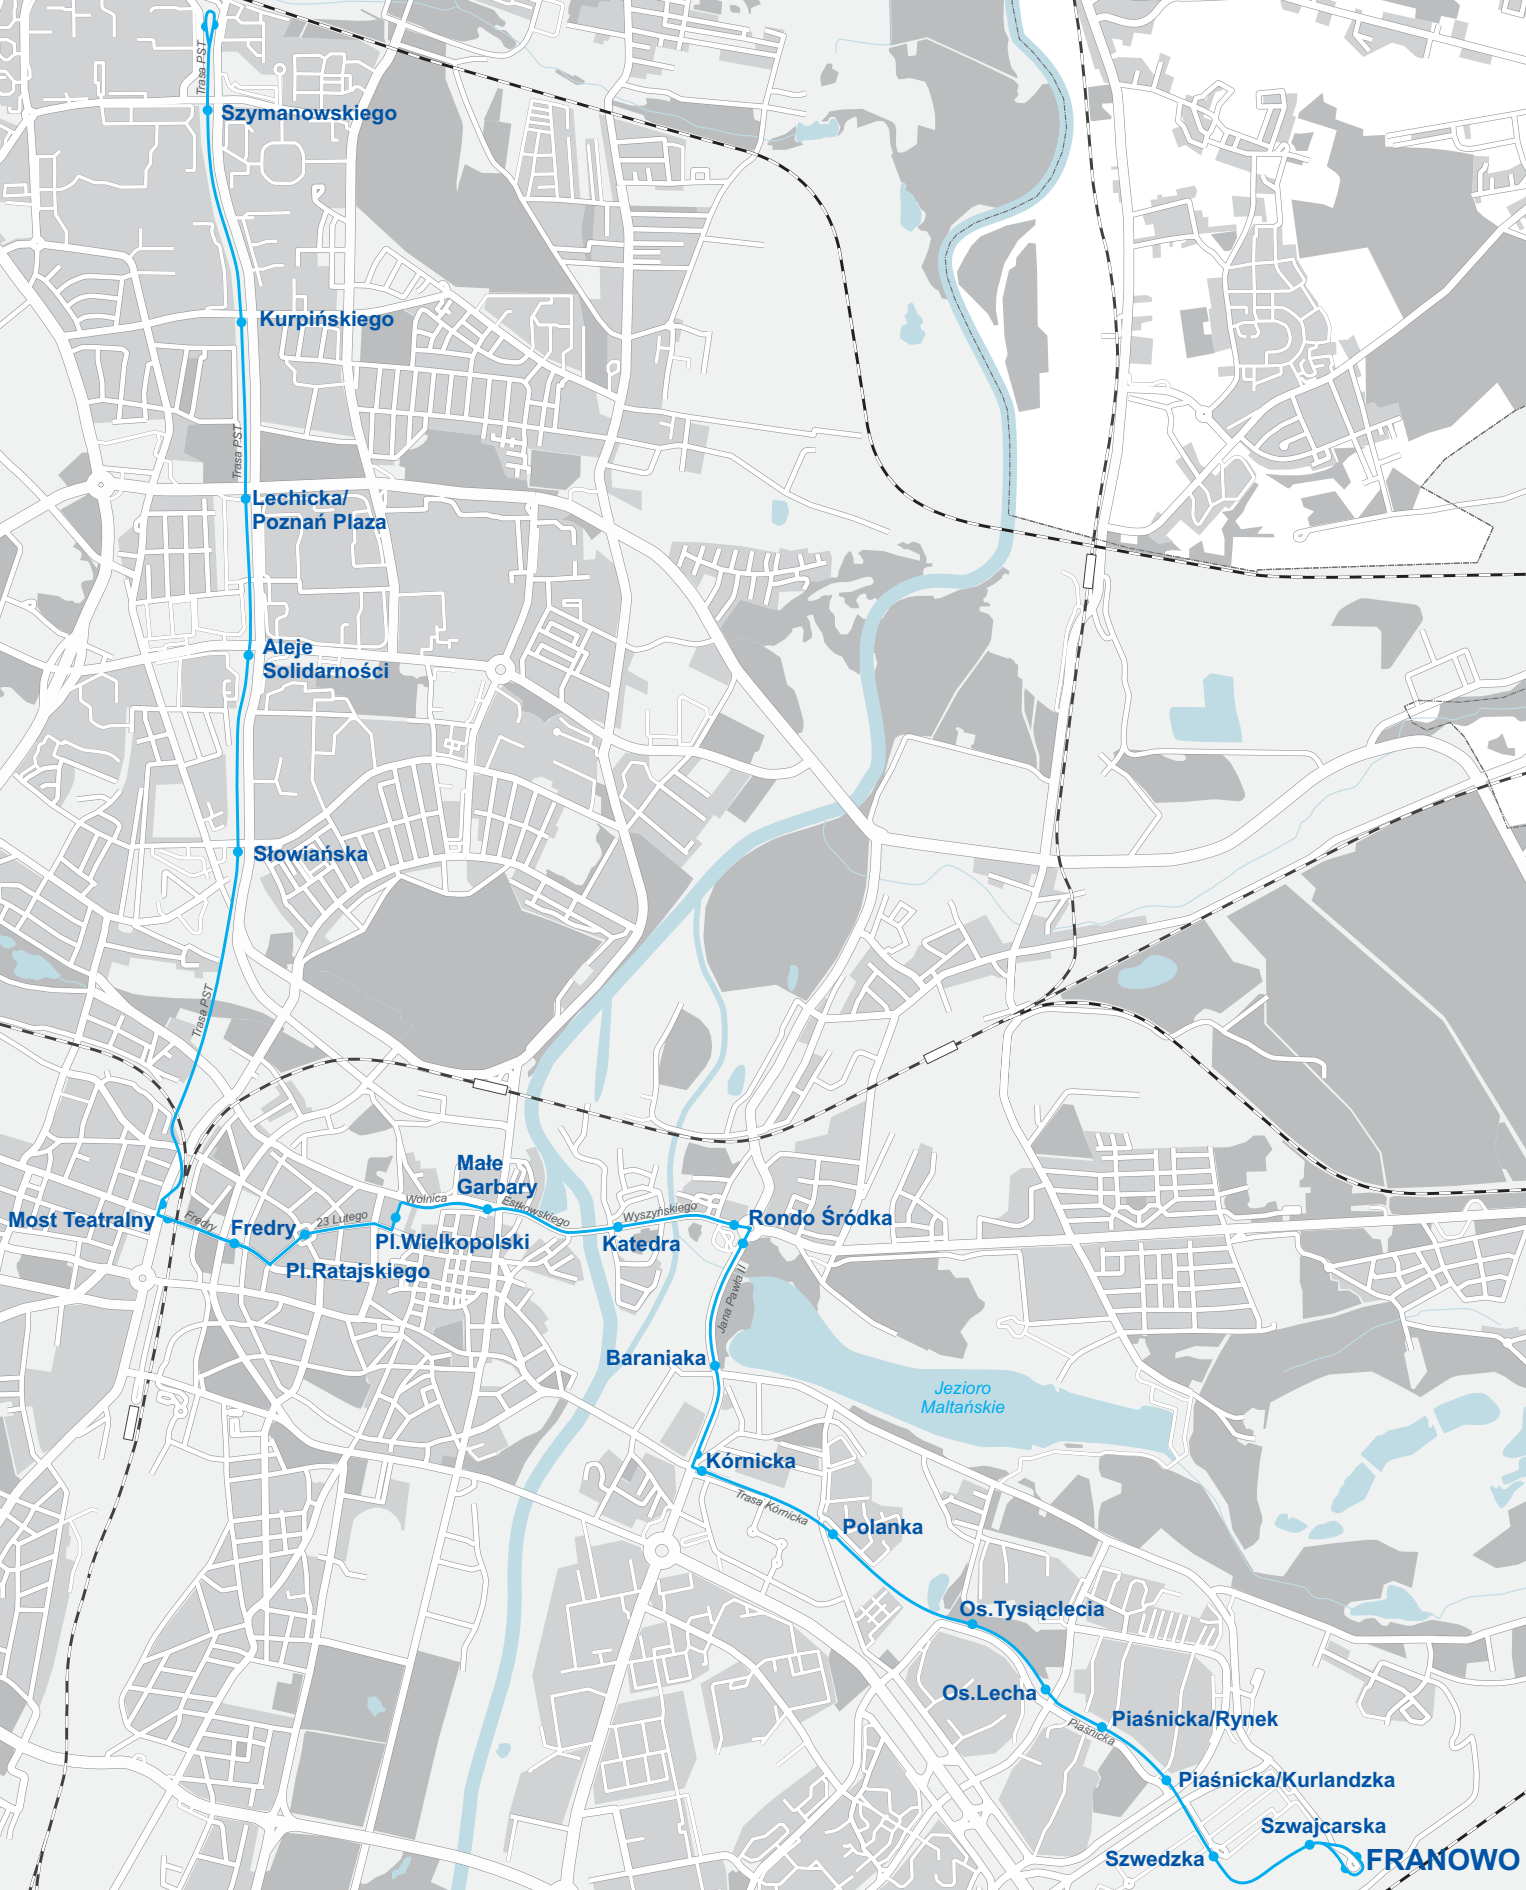 Trasa PST
Szymanowskiego
Kurpińskiego
Trasa PST
Lechicka/
Poznań Plaza
Aleje
Solidarności
Słowiańska
Trasa PST
Małe
Garbary
Wolnica
Estkowskiego
Most Teatralny
Fredry
Fredry
23 Lutego
Pl.Wielkopolski
Wyszyńskiego
Katedra
Rondo Śródka
Pl.Ratajskiego
Jana Pawła II
Baraniaka
Jezioro
Maltańskie
Kórnicka
Trasa Kórnicka
Polanka
Os.Tysiąclecia
Os.Lecha
Piaśnicka/Rynek
Piaśnicka
Piaśnicka/Kurlandzka
Szwajcarska
Szwedzka
FRANOWO